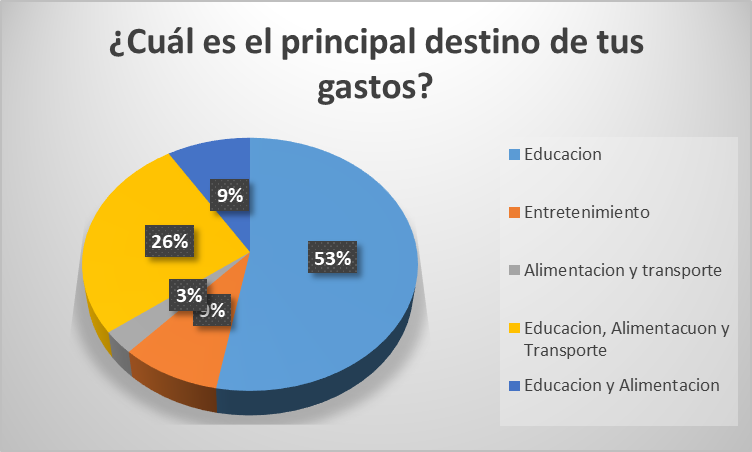 ¿Cuál es el principal destino de tus
gastos?
9%
26%
53%
3%
9%
Educacion
Entretenimiento
Alimentacion y transporte
Educacion, Alimentacuon y
Transporte
Educacion y Alimentacion